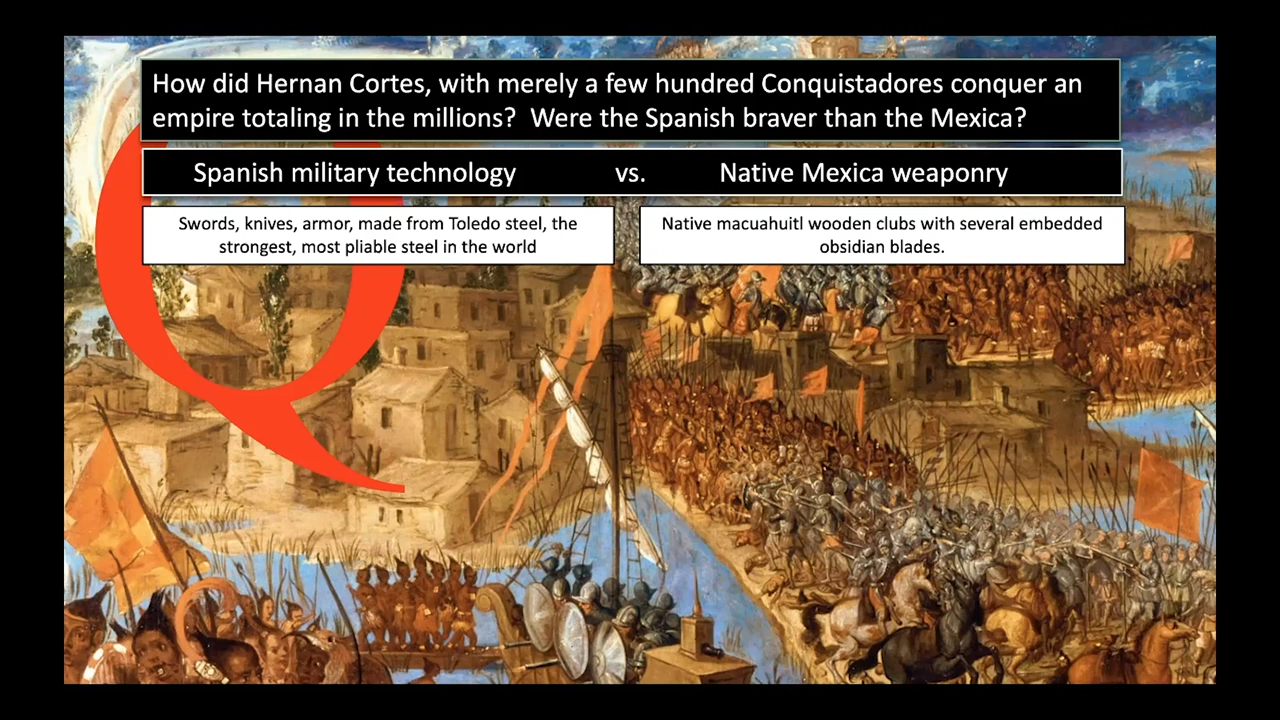 How did Hernan Cortes, with merely a few hundred Conquistadores conquer an
empire totaling in the millions?  Were the Spanish braver than the Mexica?
Spanish military technology vs. Native Mexica weaponry
Swords, knives, armor, made from Toledo steel, the
strongest, most pliable steel in the world
Native macuahuitl wooden clubs with several embedded
obsidian blades.
Q